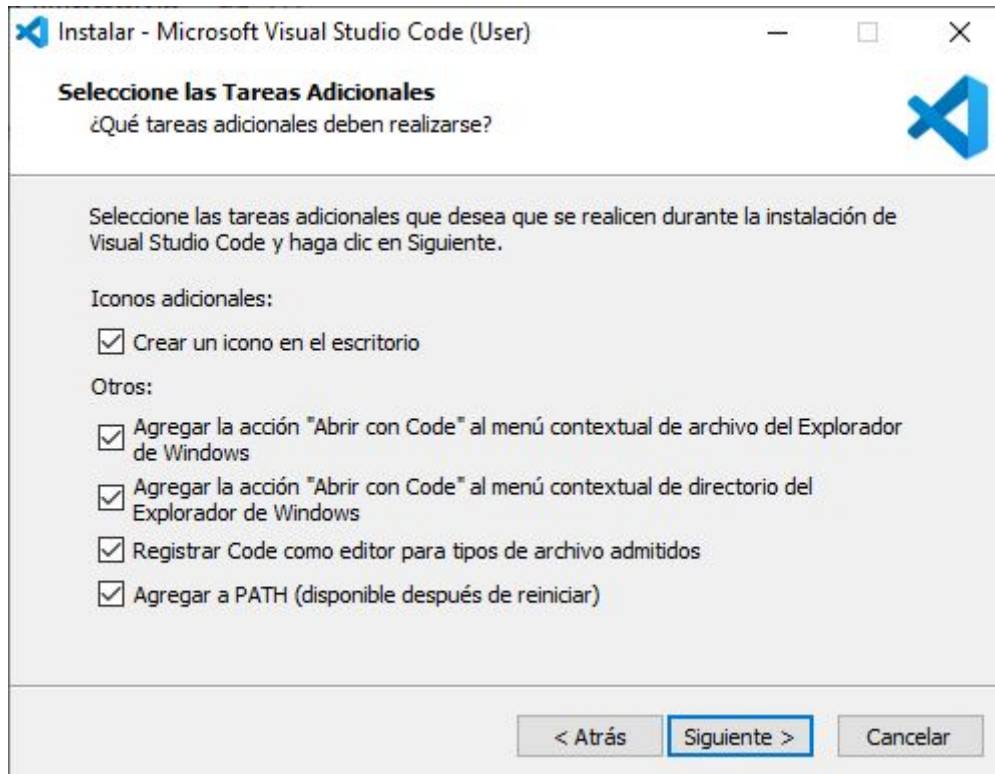 Instalar - Microsoft Visual Studio Code (User)
Seleccione las Tareas Adicionales
¿Qué tareas adicionales deben realizarse?
Seleccione las tareas adicionales que desea que se realicen durante la instalación de
Visual Studio Code y haga clic en Siguiente.
Iconos adicionales:
Crear un icono en el escritorio
Otros:
Agregar la acción "Abrir con Code" al menú contextual de archivo del Explorador
de Windows
Agregar la acción "Abrir con Code" al menú contextual de directorio del
Explorador de Windows
Registrar Code como editor para tipos de archivo admitidos
Agregar a PATH (disponible después de reiniciar)
< Atrás Siguiente > Cancelar